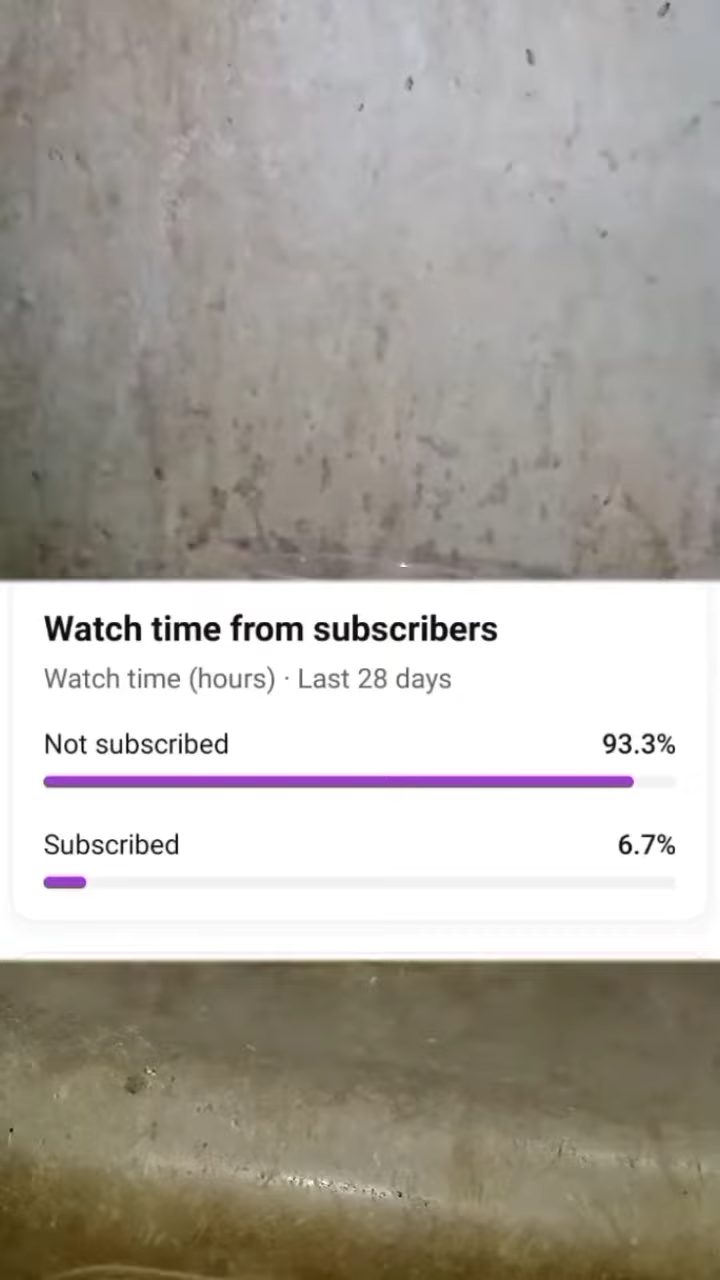 Watch time from subscribers
Watch time (hours) · Last 28 days
Not subscribed 93.3%
Subscribed 6.7%